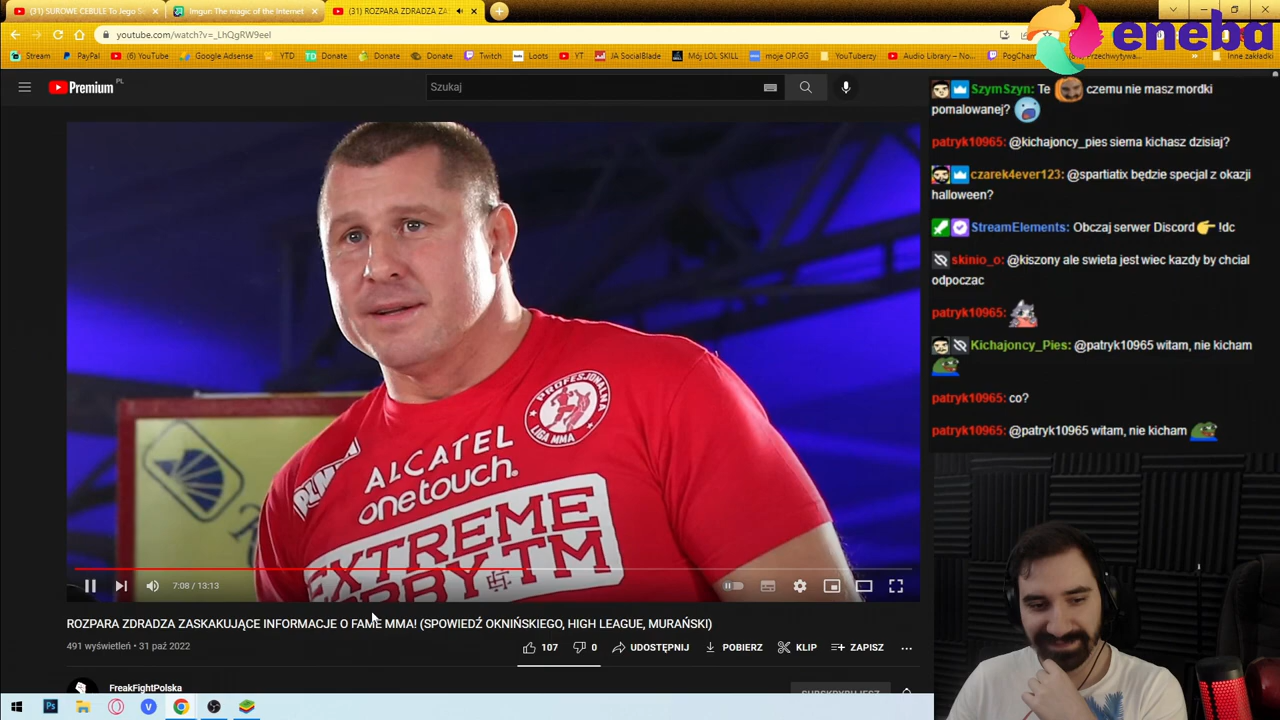 (31) SUROWE CEBULE To Jego S
Imgur: The magic of the Internet
(31) ROZPARA ZDRADZA ZAS
youtube.com/watch?v=_LhQgRW9eeI
eneba
Stream
PayPal
(6) YouTube
Google Adsense
YTD
Donate
Donate
Donate
Twitch
Loots
YT
JA SocialBlade
Mój LOL SKILL
moje OP.GG
YouTuberzy
Audio Library – No...
PogCham
Inne zakładki
Premium PL
Szukaj
SzymSzyn: Te czemu nie masz mordki
pomalowanej?
patryk10965: @kichajoncy_pies siema kichasz dzisiaj?
czarek4ever123: @spartiatix będzie specjal z okazji
halloween?
StreamElements: Obczaj serwer Discord !dc
skinio_o: @kiszony ale swieta jest wiec kazdy by chcial
odpoczac
patryk10965:
Kichajoncy_Pies: @patryk10965 witam, nie kicham
patryk10965: co?
patryk10965: @patryk10965 witam, nie kicham
PROFESJONALNA
LIGA MMA
PLMMA
ALCATEL
onetouch.
EXTREME
HOBBY TM
7:08 / 13:13
ROZPARA ZDRADZA ZASKAKUJĄCE INFORMACJE O FAME MMA! (SPOWIEDŹ OKNIŃSKIEGO, HIGH LEAGUE, MURAŃSKI)
491 wyświetleń • 31 paź 2022
107
0
UDOSTĘPNIJ
POBIERZ
KLIP
ZAPISZ
FreakFightPolska
SUBSKRYBUJESZ